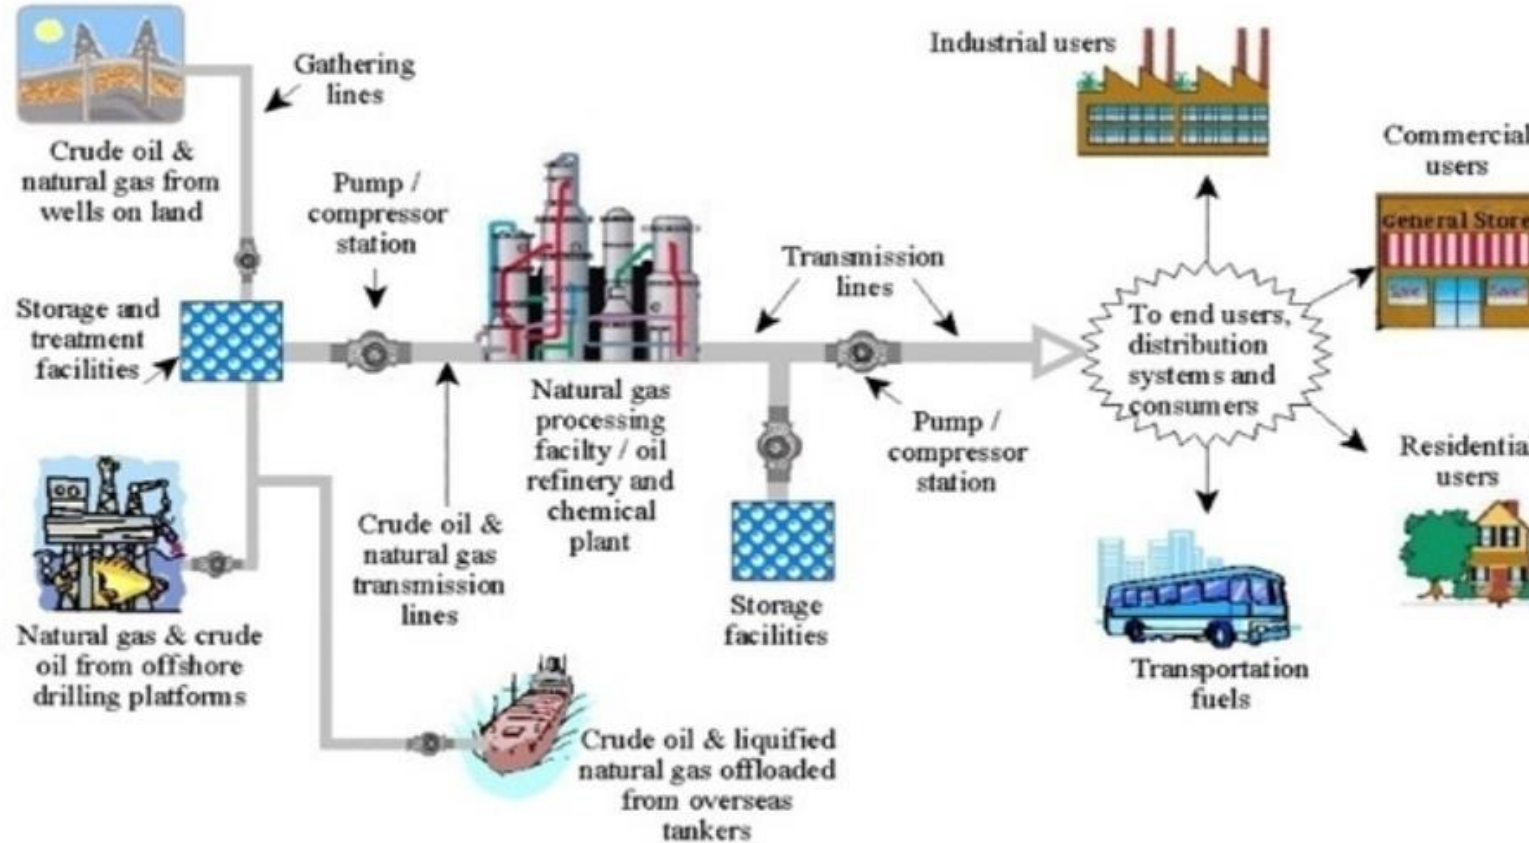 Gathering
lines
Crude oil &
natural gas from
wells on land
Pump /
compressor
station
Storage and
treatment
facilities
Natural gas & crude
oil from offshore
drilling platforms
Crude oil &
natural gas
transmission
lines
Natural gas
processing
facilty / oil
refinery and
chemical
plant
Crude oil & liquified
natural gas offloaded
from overseas
tankers
Transmission
lines
Storage
facilities
Pump /
compressor
station
To end users,
distribution
systems and
consumers
Industrial users
Commercial
users
General Store
Save
Save
Residentia
users
Transportation
fuels